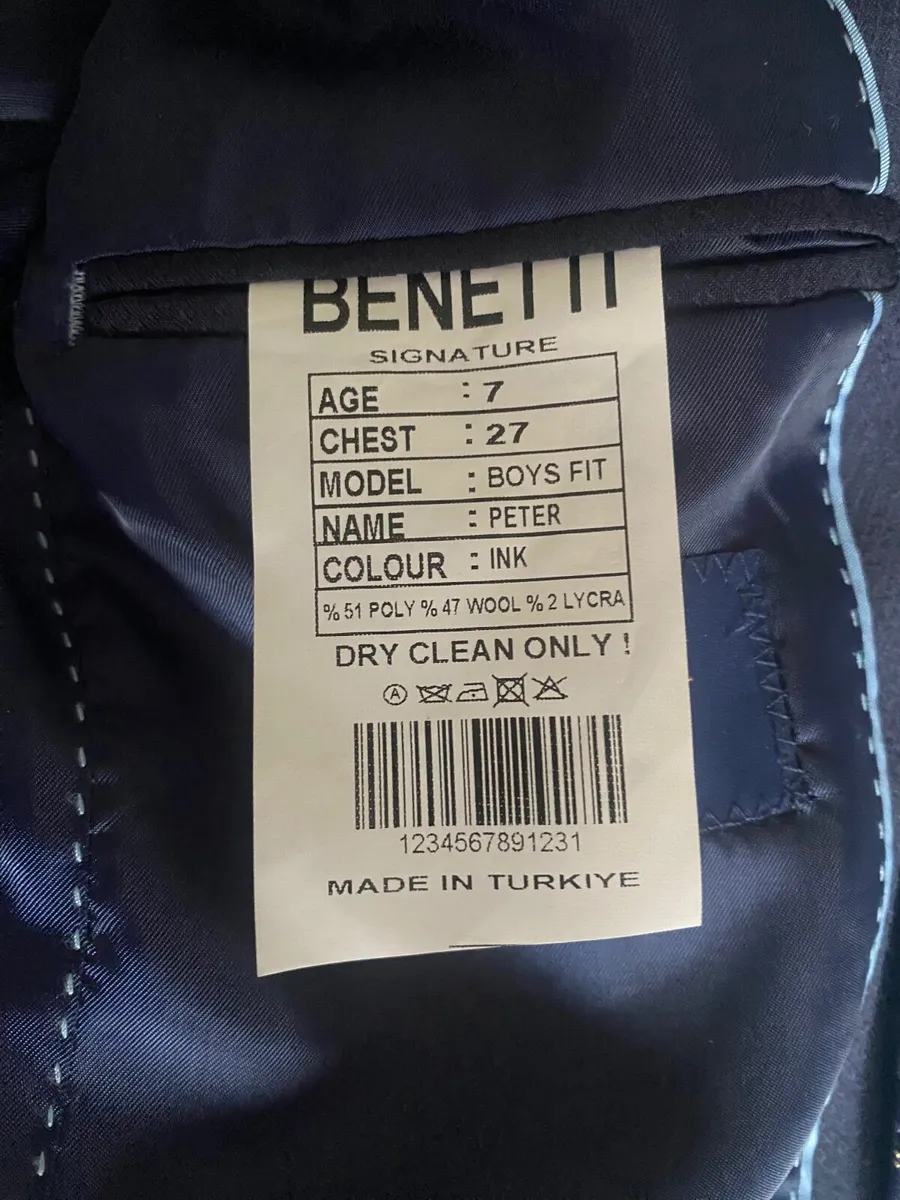 BENETTI
SIGNATURE
AGE : 7
CHEST : 27
MODEL : BOYS FIT
NAME : PETER
COLOUR : INK
% 51 POLY % 47 WOOL % 2 LYCRA
DRY CLEAN ONLY !
A
1234567891231
MADE IN TURKIYE